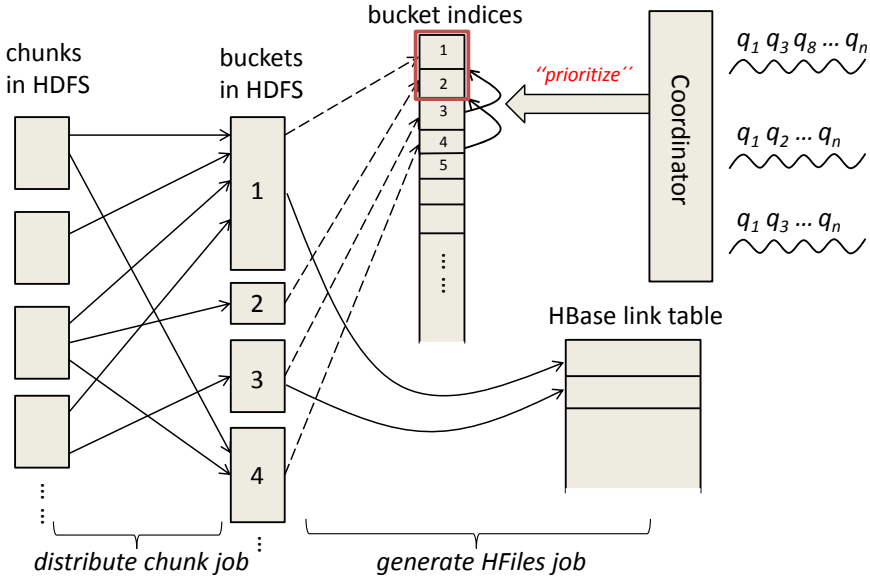 chunks
in HDFS
buckets
in HDFS
1
2
3
4
bucket indices
1
2
3
4
5
“prioritize´´
Coordinator
q1 q3 q8 ... qn
q1 q2 ... qn
q1 q3 ... qn
HBase link table
distribute chunk job
generate HFiles job